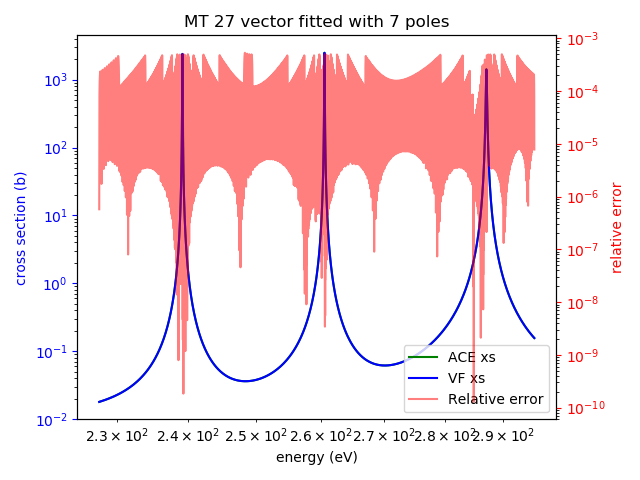 MT 27 vector fitted with 7 poles
cross section (b)
10³
10²
10¹
10⁰
10⁻¹
10⁻²
10⁻³
10⁻⁴
10⁻⁵
10⁻⁶
10⁻⁷
10⁻⁸
10⁻⁹
10⁻¹⁰
relative error
ACE xs
VF xs
Relative error
2.3 × 10² 2.4 × 10² 2.5 × 10² 2.6 × 10² 2.7 × 10² 2.8 × 10² 2.9 × 10²
energy (eV)